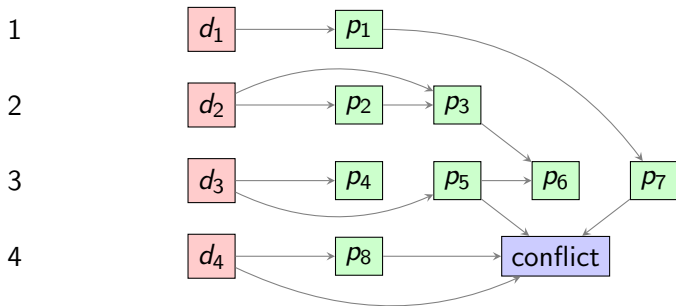 1 d₁ p₁
2 d₂ p₂ p₃
3 d₃ p₄ p₅ p₆ p₇
4 d₄ p₈ conflict